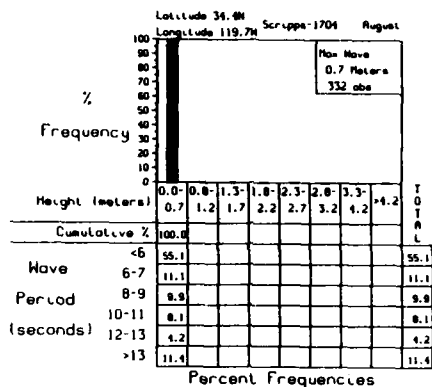 Latitude 34.4N
Longitude 119.7W
Scripps-1704 August
Max Wave
0.7 Meters
332 obs
100
90
80
70
60
50
40
30
20
10
0
%
Frequency
Height (meters) 0.0-0.7 0.8-1.2 1.3-1.7 1.8-2.2 2.3-2.7 2.8-3.2 3.3-4.2 >4.2 TOTAL
Cumulative % 100.0
Wave Period (seconds)
<6 55.1 55.1
6-7 11.1 11.1
8-9 9.9 9.9
10-11 8.1 8.1
12-13 4.2 4.2
>13 11.4 11.4
Percent Frequencies